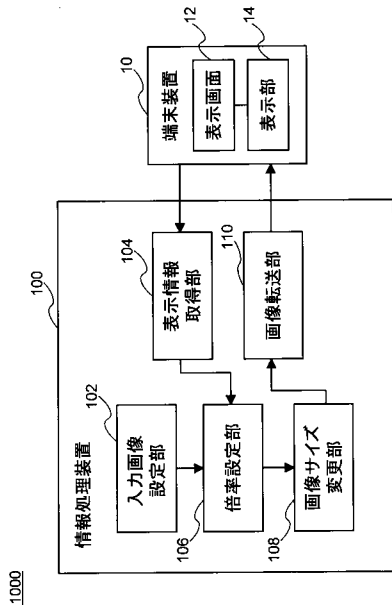 1000
100
情報処理装置
102
入力画像
設定部
104
表示情報
取得部
106
倍率設定部
108
画像サイズ
変更部
110
画像転送部
10
端末装置
12
表示画面
14
表示部